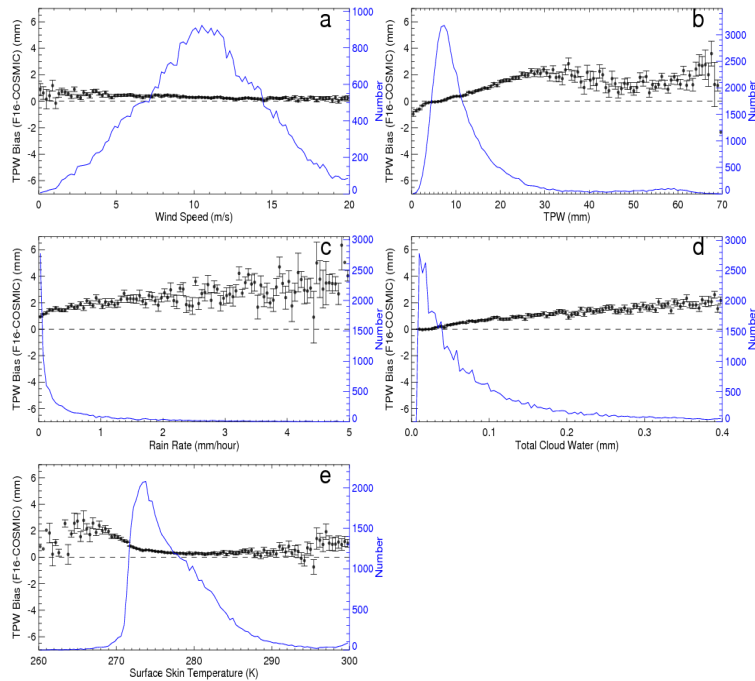 a
TPW Bias (F16-COSMIC) (mm)
6
4
2
0
-2
-4
-6
0 5 10 15 20
Wind Speed (m/s)
1000
800
600
400
200
0
Number
b
TPW Bias (F16-COSMIC) (mm)
6
4
2
0
-2
-4
-6
0 10 20 30 40 50 60 70
TPW (mm)
3000
2500
2000
1500
1000
500
0
Number
c
TPW Bias (F16-COSMIC) (mm)
6
4
2
0
-2
-4
-6
0 1 2 3 4 5
Rain Rate (mm/hour)
3000
2500
2000
1500
1000
500
0
Number
d
TPW Bias (F16-COSMIC) (mm)
6
4
2
0
-2
-4
-6
0.0 0.1 0.2 0.3 0.4
Total Cloud Water (mm)
3000
2500
2000
1500
1000
500
0
Number
e
TPW Bias (F16-COSMIC) (mm)
6
4
2
0
-2
-4
-6
260 270 280 290 300
Surface Skin Temperature (K)
2000
1500
1000
500
0
Number